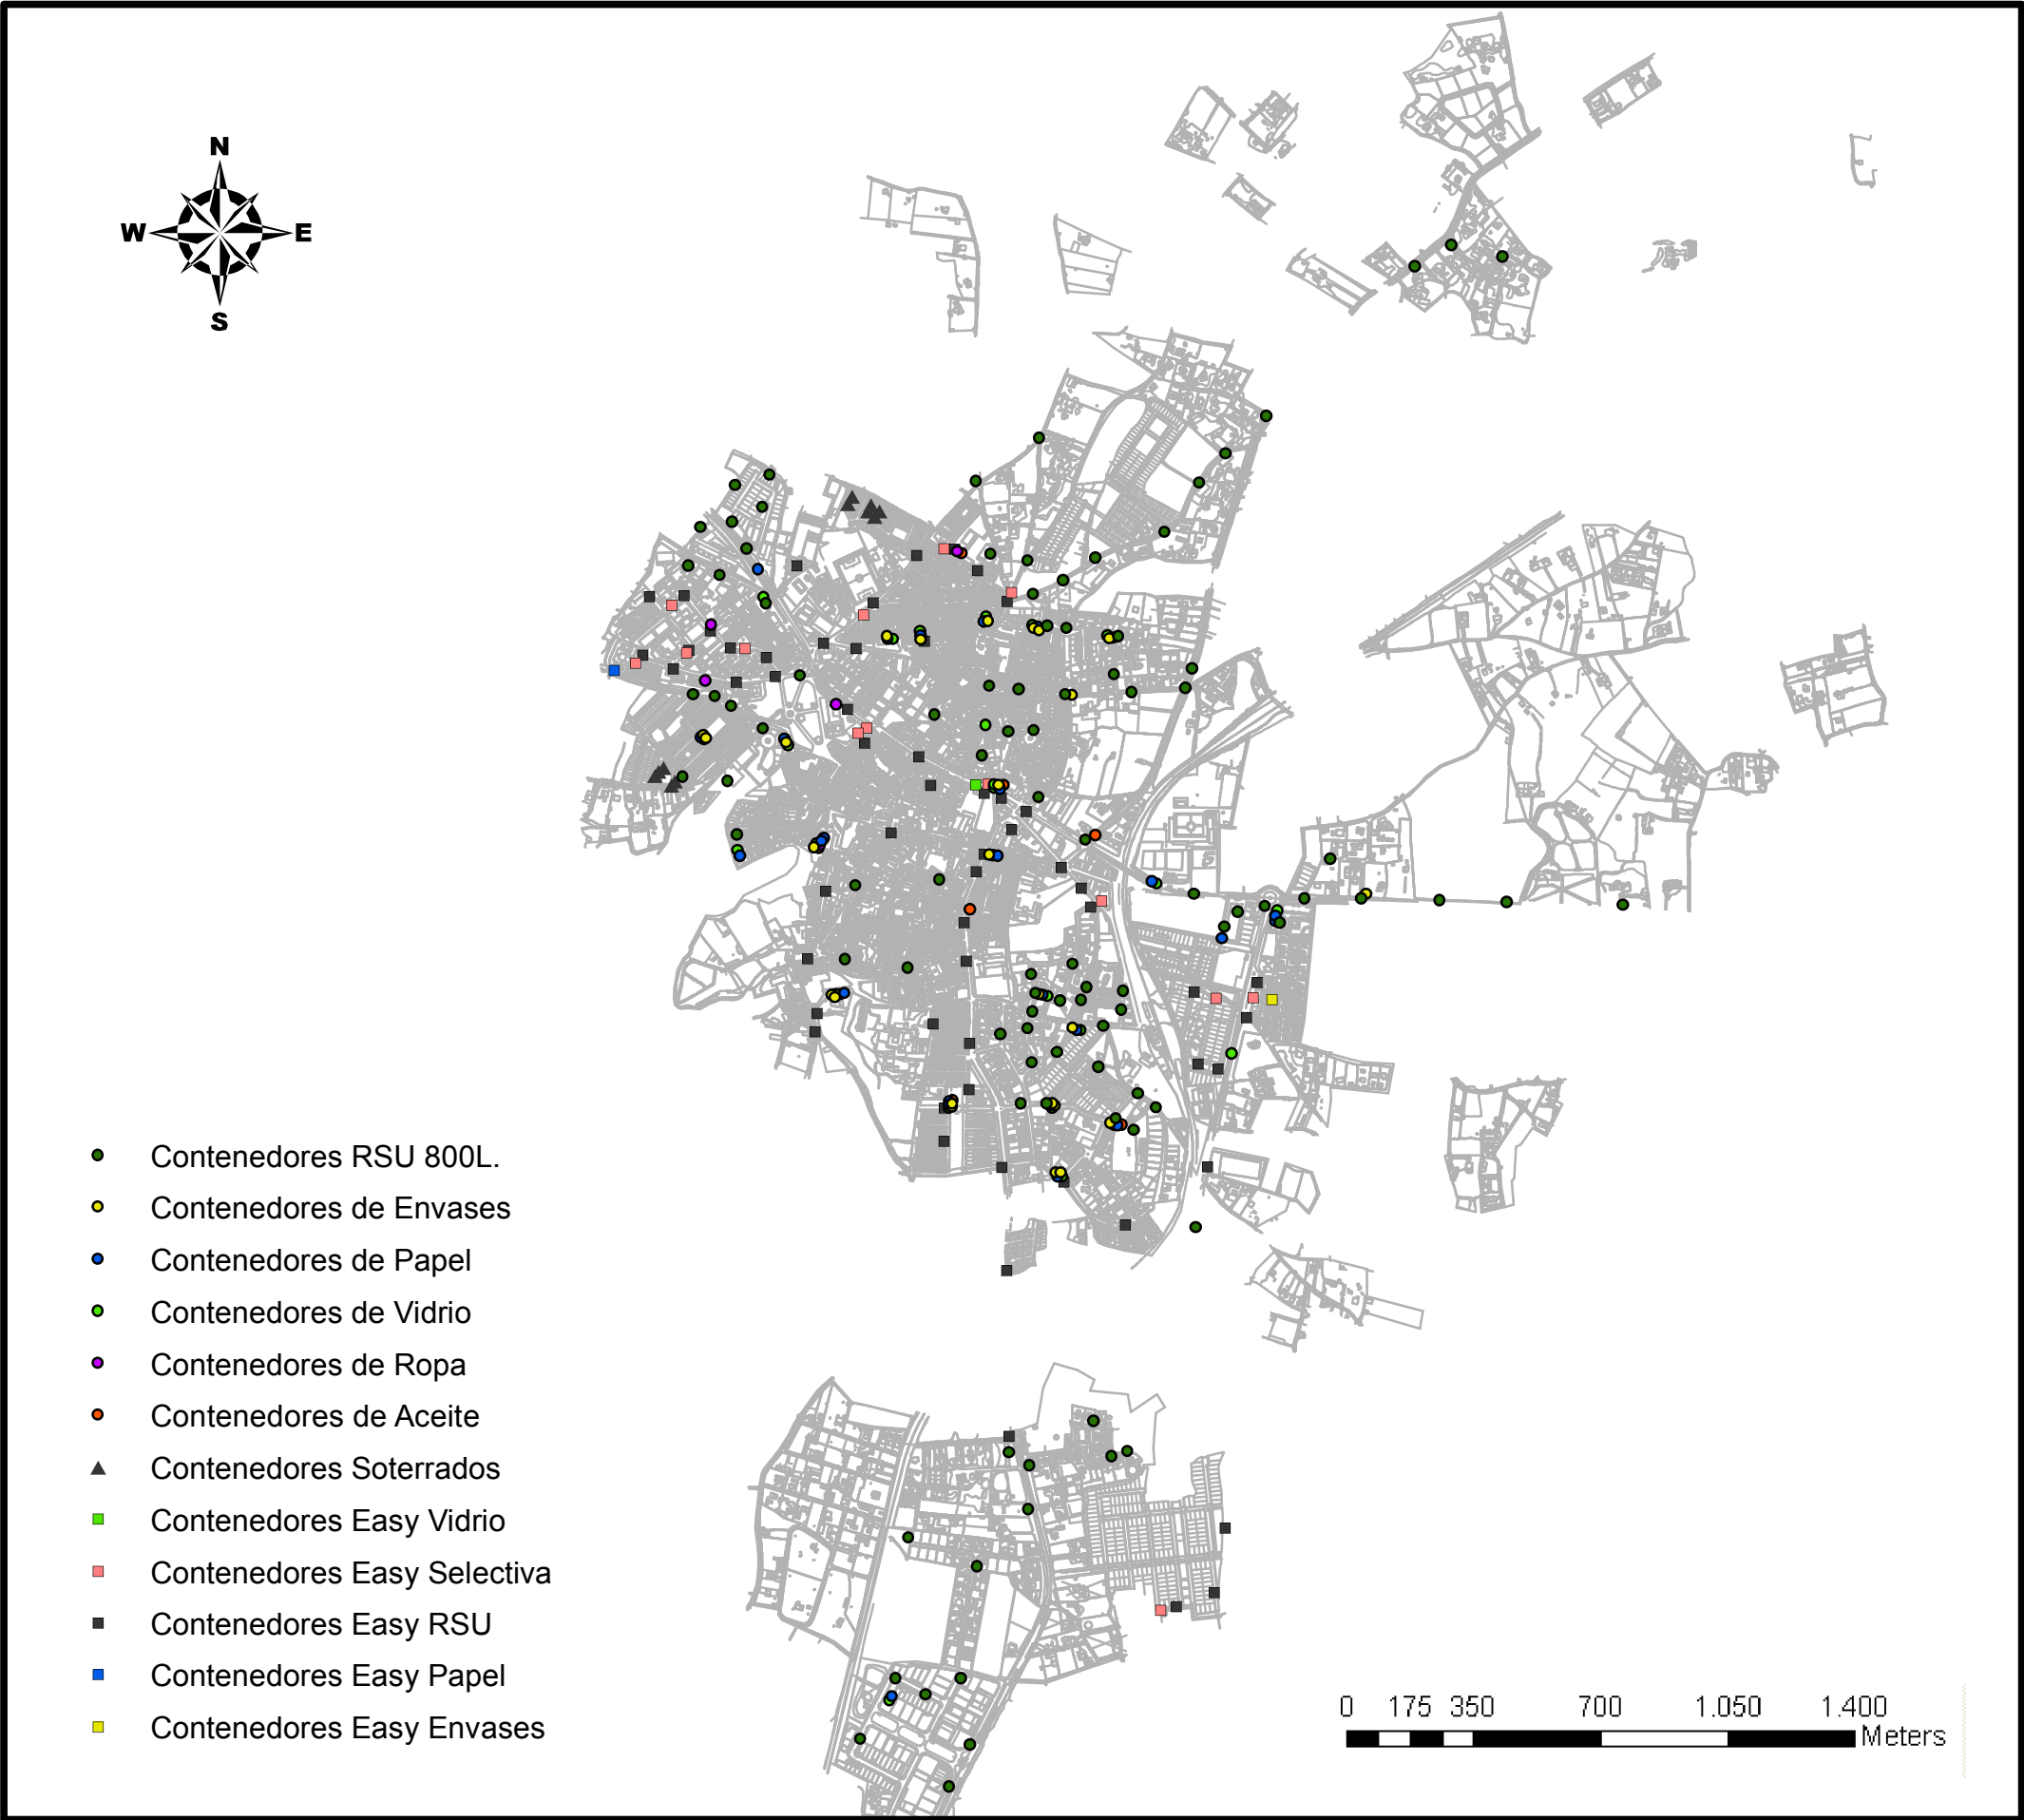 N
W E
S
Contenedores RSU 800L.
Contenedores de Envases
Contenedores de Papel
Contenedores de Vidrio
Contenedores de Ropa
Contenedores de Aceite
Contenedores Soterrados
Contenedores Easy Vidrio
Contenedores Easy Selectiva
Contenedores Easy RSU
Contenedores Easy Papel
Contenedores Easy Envases
0 175 350 700 1.050 1.400
Meters